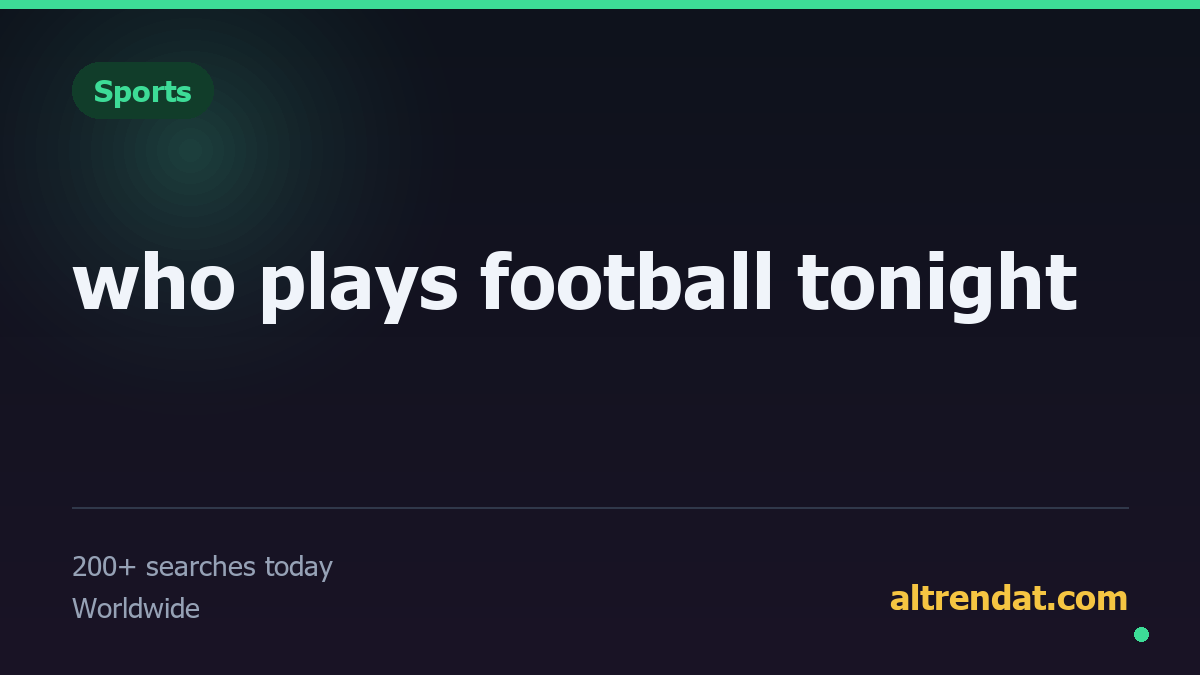 Sports
who plays football tonight
200+ searches today
Worldwide
altrendat.com